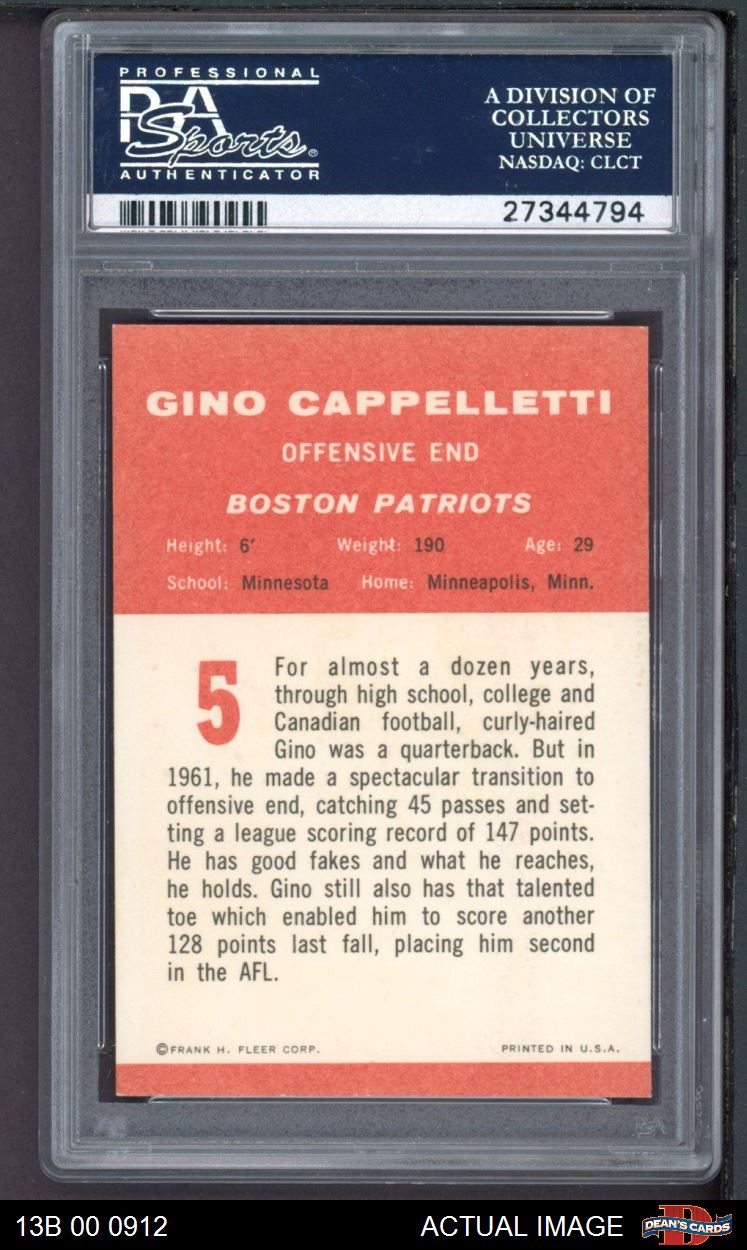 PROFESSIONAL
PSA
Sports®
AUTHENTICATOR
A DIVISION OF
COLLECTORS
UNIVERSE
NASDAQ: CLCT
27344794
GINO CAPPELLETTI
OFFENSIVE END
BOSTON PATRIOTS
Height: 6' Weight: 190 Age: 29
School: Minnesota Home: Minneapolis, Minn.
5
For almost a dozen years,
through high school, college and
Canadian football, curly-haired
Gino was a quarterback. But in
1961, he made a spectacular transition to
offensive end, catching 45 passes and set-
ting a league scoring record of 147 points.
He has good fakes and what he reaches,
he holds. Gino still also has that talented
toe which enabled him to score another
128 points last fall, placing him second
in the AFL.
©FRANK H. FLEER CORP. PRINTED IN U.S.A.
13B 00 0912 ACTUAL IMAGE DEAN'S CARDS